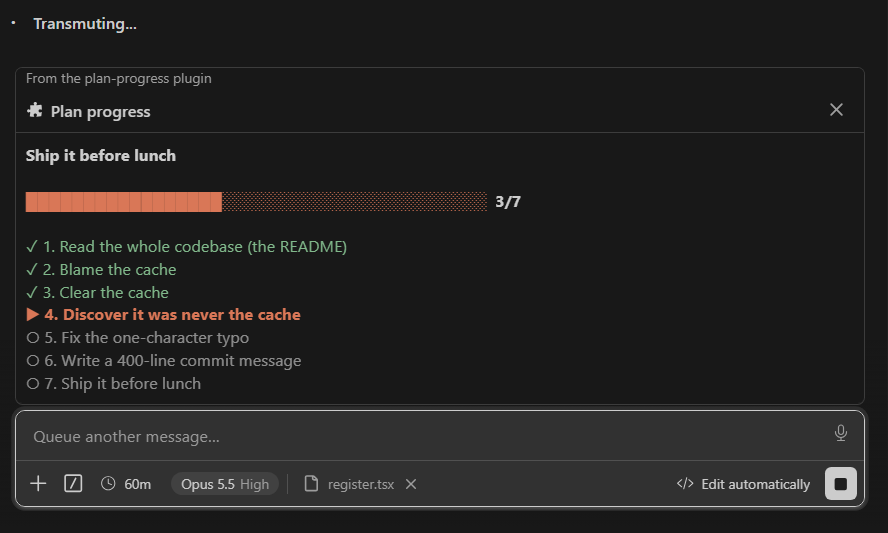 Transmuting...
From the plan-progress plugin
Plan progress
Ship it before lunch
3/7
✓ 1. Read the whole codebase (the README)
✓ 2. Blame the cache
✓ 3. Clear the cache
▶ 4. Discover it was never the cache
○ 5. Fix the one-character typo
○ 6. Write a 400-line commit message
○ 7. Ship it before lunch
Queue another message...
60m Opus 5.5 High register.tsx Edit automatically